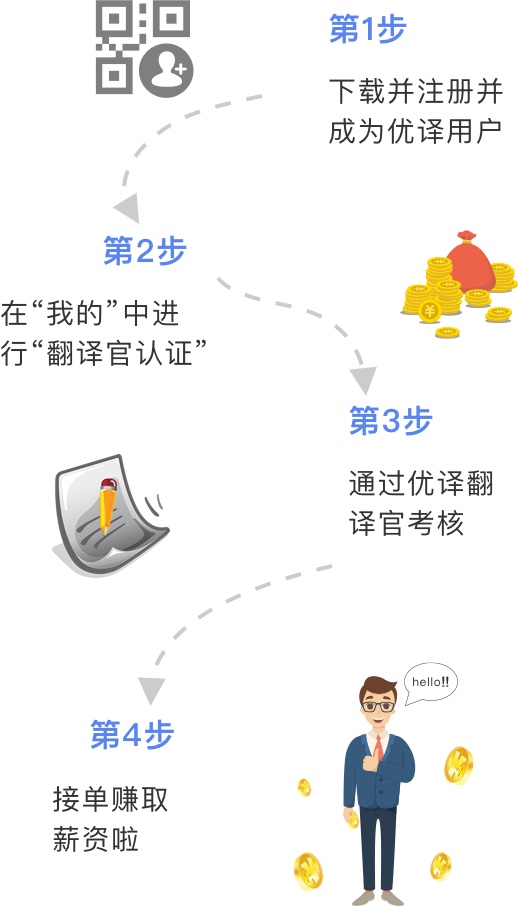 第1步
下载并注册并
成为优译用户
第2步
在“我的”中进
行“翻译官认证”
第3步
通过优译翻
译官考核
hello!!
第4步
接单赚取
薪资啦